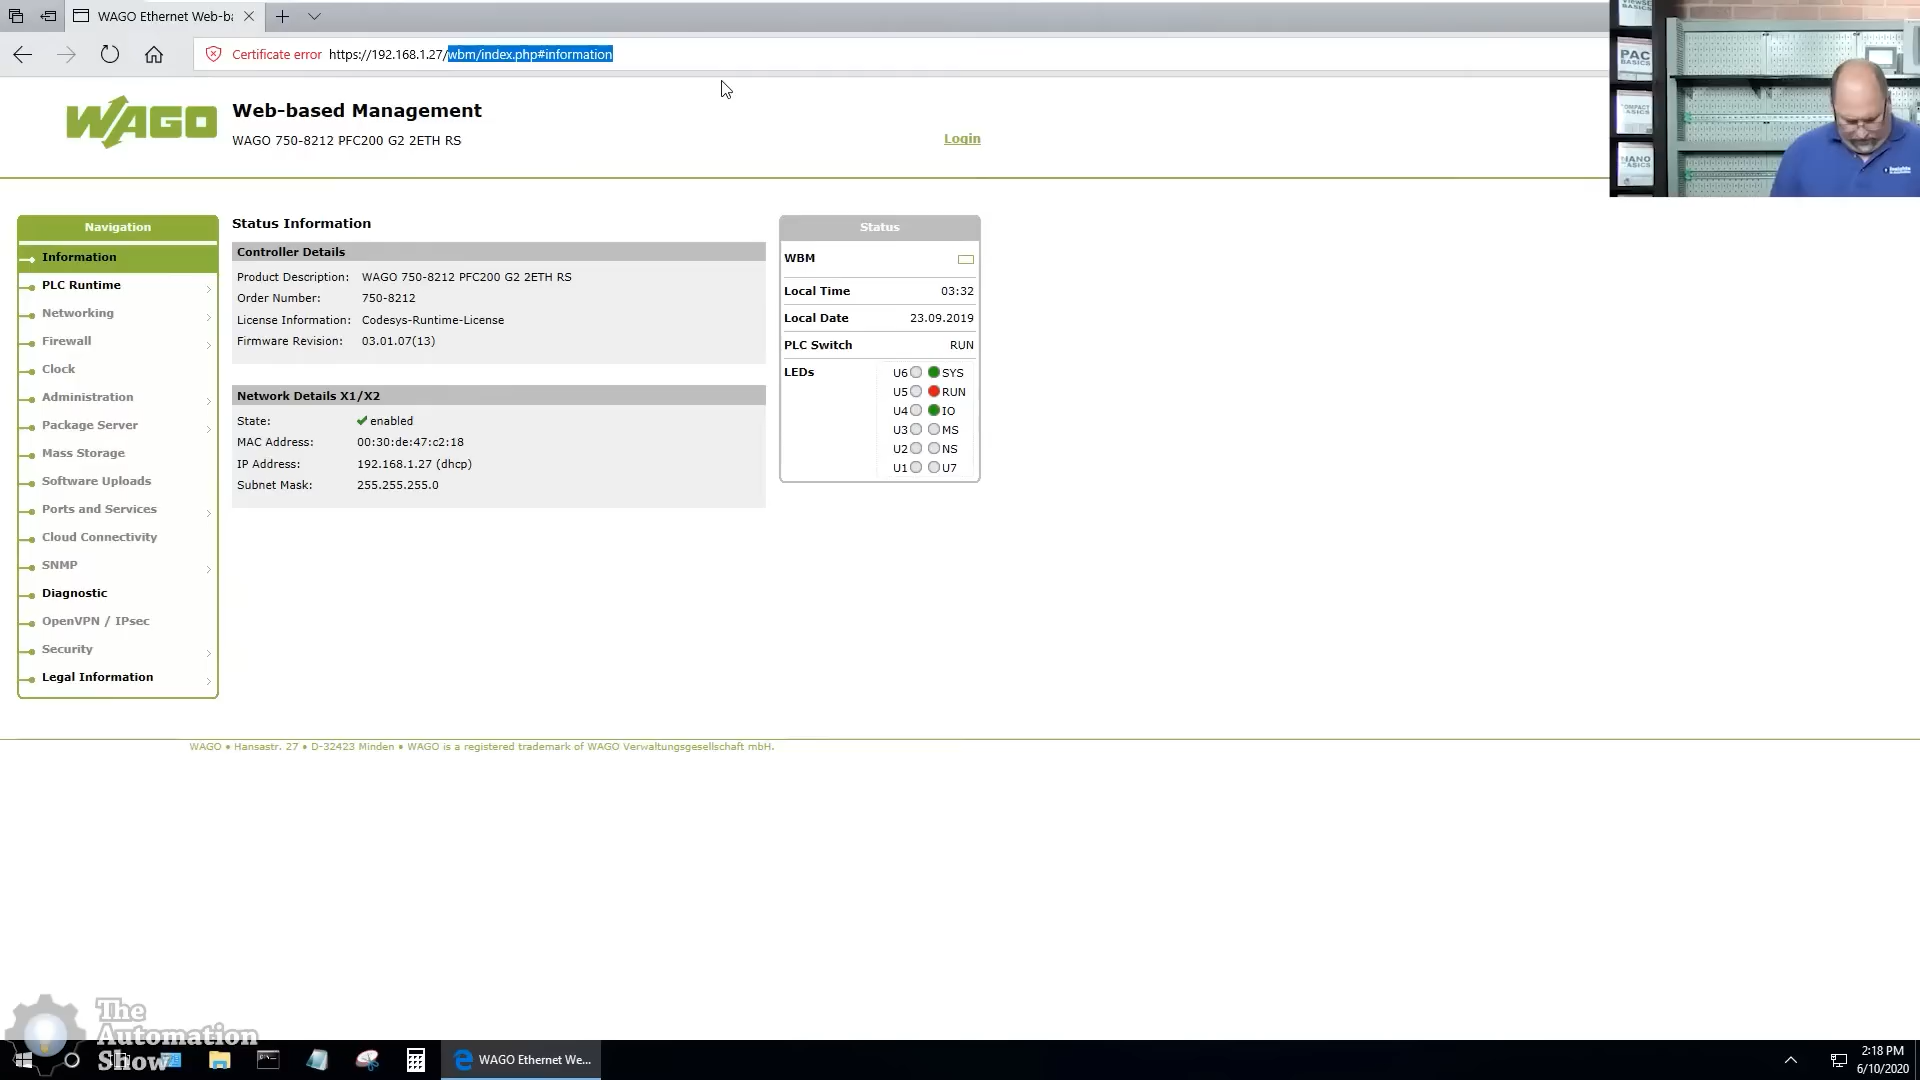 WAGO Ethernet Web-ba
Certificate error https://192.168.1.27/wbm/index.php#information
WAGO
Web-based Management
WAGO 750-8212 PFC200 G2 2ETH RS
Login
Navigation
Information
PLC Runtime
Networking
Firewall
Clock
Administration
Package Server
Mass Storage
Software Uploads
Ports and Services
Cloud Connectivity
SNMP
Diagnostic
OpenVPN / IPsec
Security
Legal Information
Status Information
Controller Details
Product Description: WAGO 750-8212 PFC200 G2 2ETH RS
Order Number: 750-8212
License Information: Codesys-Runtime-License
Firmware Revision: 03.01.07(13)
Network Details X1/X2
State: enabled
MAC Address: 00:30:de:47:c2:18
IP Address: 192.168.1.27 (dhcp)
Subnet Mask: 255.255.255.0
Status
WBM
Local Time 03:32
Local Date 23.09.2019
PLC Switch RUN
LEDs
U6 SYS
U5 RUN
U4 IO
U3 MS
U2 NS
U1 U7
WAGO • Hansastr. 27 • D-32423 Minden • WAGO is a registered trademark of WAGO Verwaltungsgesellschaft mbH.
PAC
BASICS
COMPACT
BASICS
NANO
BASICS
The
Automation
Show
WAGO Ethernet We...
2:18 PM
6/10/2020